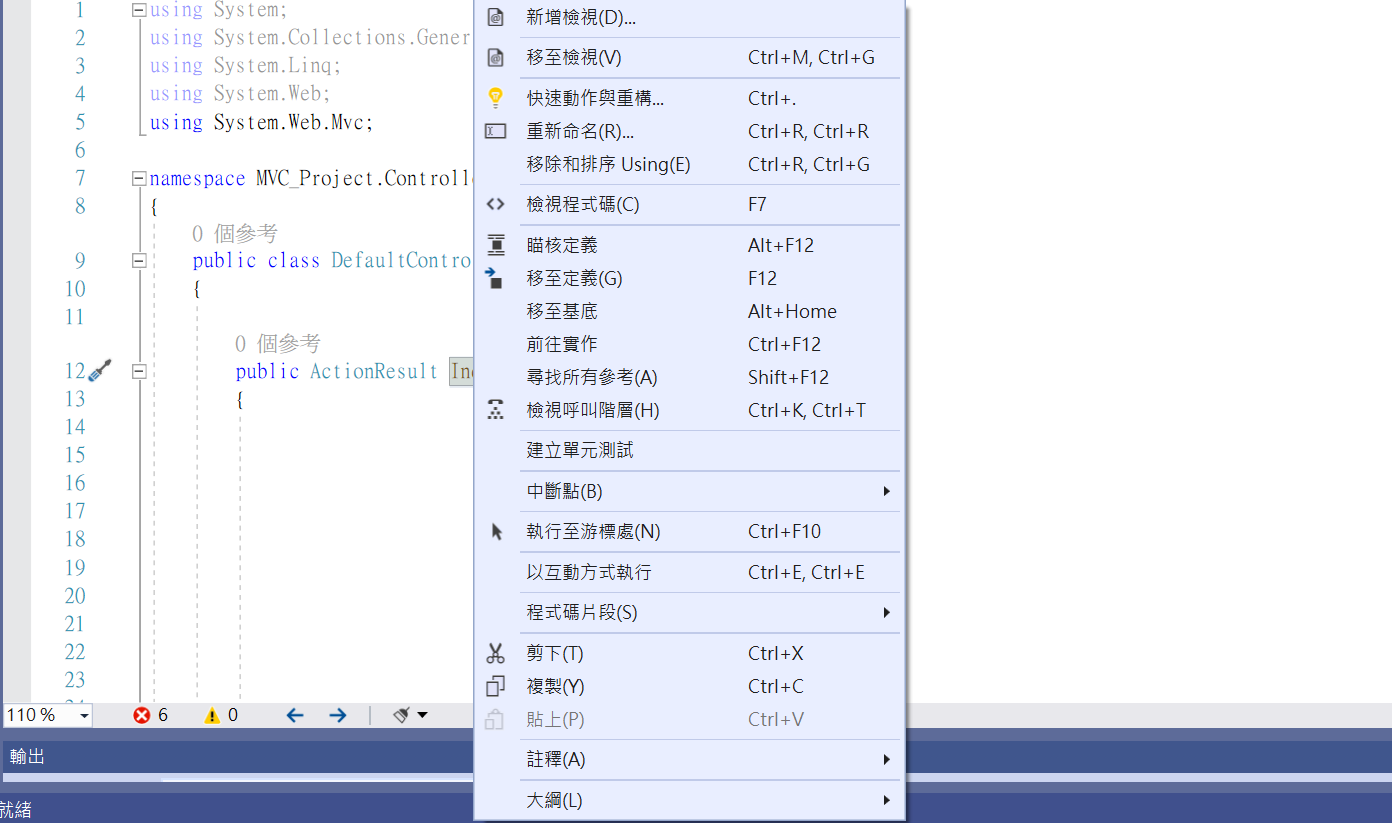 1 using System;
2 using System.Collections.Gener
3 using System.Linq;
4 using System.Web;
5 using System.Web.Mvc;
6
7 namespace MVC_Project.Controll
8 {
0 個參考
9 public class DefaultContro
10 {
11
0 個參考
12 public ActionResult In
13 {
14
15
16
17
18
19
20
21
22
23
110 % 6 0
輸出
就緒
新增檢視(D)...
移至檢視(V) Ctrl+M, Ctrl+G
快速動作與重構... Ctrl+.
重新命名(R)... Ctrl+R, Ctrl+R
移除和排序 Using(E) Ctrl+R, Ctrl+G
檢視程式碼(C) F7
瞄核定義 Alt+F12
移至定義(G) F12
移至基底 Alt+Home
前往實作 Ctrl+F12
尋找所有參考(A) Shift+F12
檢視呼叫階層(H) Ctrl+K, Ctrl+T
建立單元測試
中斷點(B)
執行至游標處(N) Ctrl+F10
以互動方式執行 Ctrl+E, Ctrl+E
程式碼片段(S)
剪下(T) Ctrl+X
複製(Y) Ctrl+C
貼上(P) Ctrl+V
註釋(A)
大綱(L)